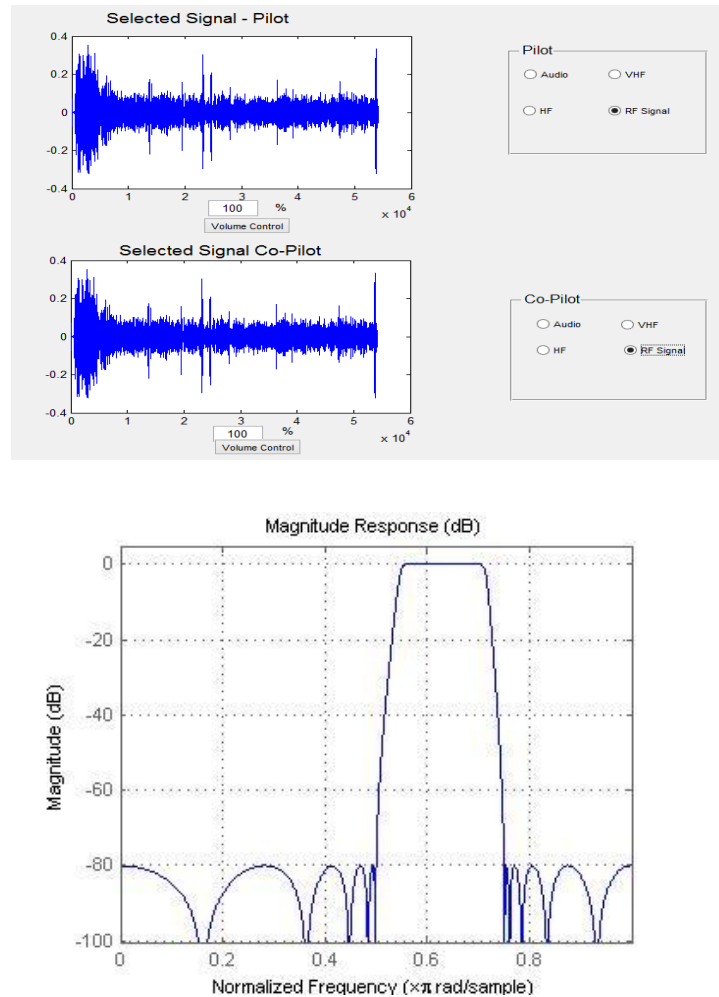 Selected Signal - Pilot
0.4
0.2
0
-0.2
-0.4
0 1 2 3 4 5 6
x 10^4
100 %
Volume Control
Pilot
Audio VHF
HF RF Signal
Selected Signal Co-Pilot
0.4
0.2
0
-0.2
-0.4
0 1 2 3 4 5 6
x 10^4
100 %
Volume Control
Co-Pilot
Audio VHF
HF RF Signal
Magnitude Response (dB)
Magnitude (dB)
0
-20
-40
-60
-80
-100
0 0.2 0.4 0.6 0.8
Normalized Frequency (×π rad/sample)